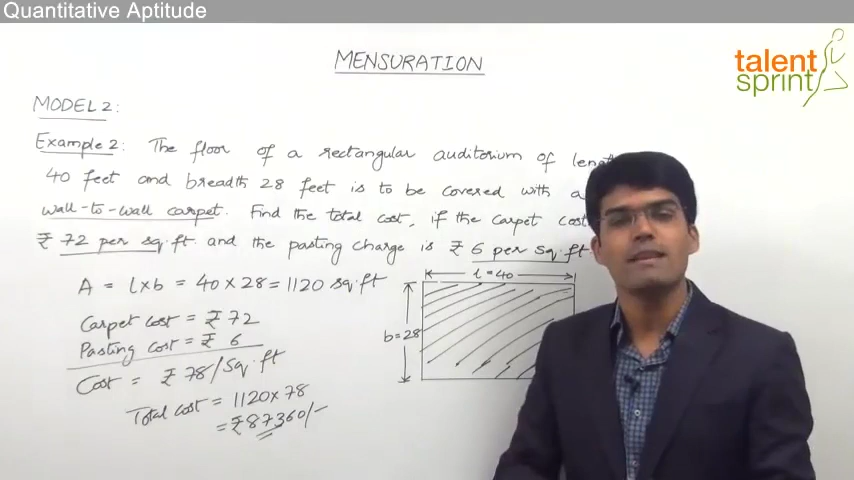 Quantitative Aptitude
MENSURATION
talent
sprint
MODEL 2:
Example 2: The floor of a rectangular auditorium of
40 feet and breadth 28 feet is to be covered with a
wall-to-wall carpet. Find the total cost, if the carpet
₹ 72 per sq.ft and the pasting charge is ₹ 6 per sq.ft.
A = l×b = 40×28 = 1120 sq.ft
l=40
b=28
Carpet cost = ₹ 72
Pasting cost = ₹ 6
Cost = ₹ 78/sq.ft
Total cost = 1120×78
= ₹87360/-